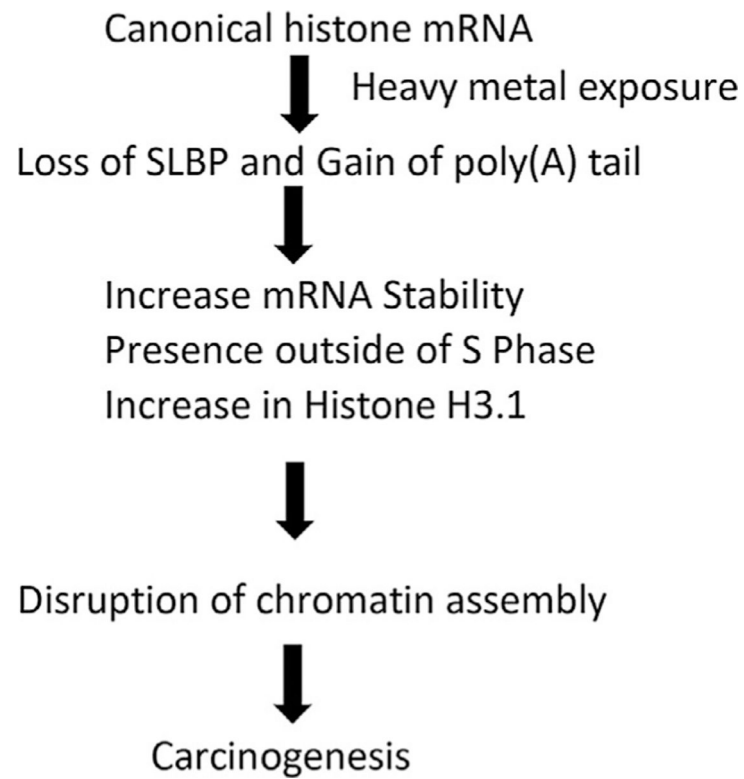 Canonical histone mRNA
Heavy metal exposure
Loss of SLBP and Gain of poly(A) tail
Increase mRNA Stability
Presence outside of S Phase
Increase in Histone H3.1
Disruption of chromatin assembly
Carcinogenesis